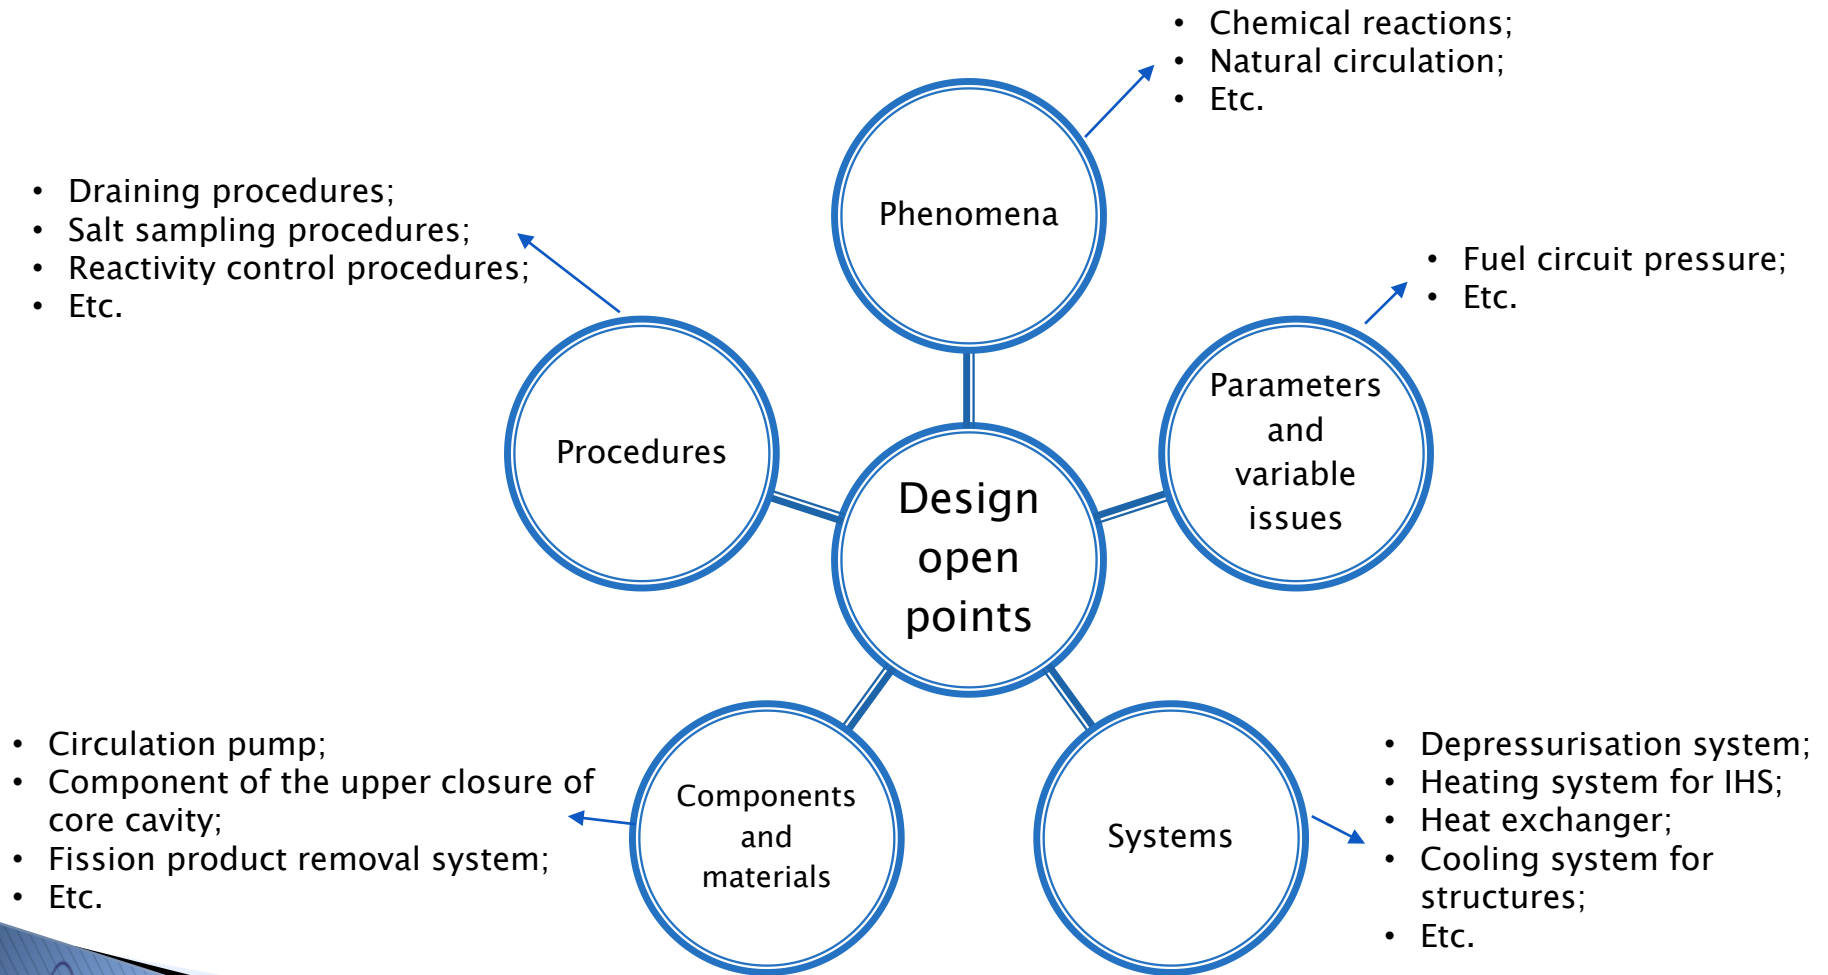 • Chemical reactions;
• Natural circulation;
• Etc.
Phenomena
• Draining procedures;
• Salt sampling procedures;
• Reactivity control procedures;
• Etc.
Procedures
• Fuel circuit pressure;
• Etc.
Parameters
and
variable
issues
Design
open
points
• Circulation pump;
• Component of the upper closure of
core cavity;
• Fission product removal system;
• Etc.
Components
and
materials
Systems
• Depressurisation system;
• Heating system for IHS;
• Heat exchanger;
• Cooling system for
structures;
• Etc.